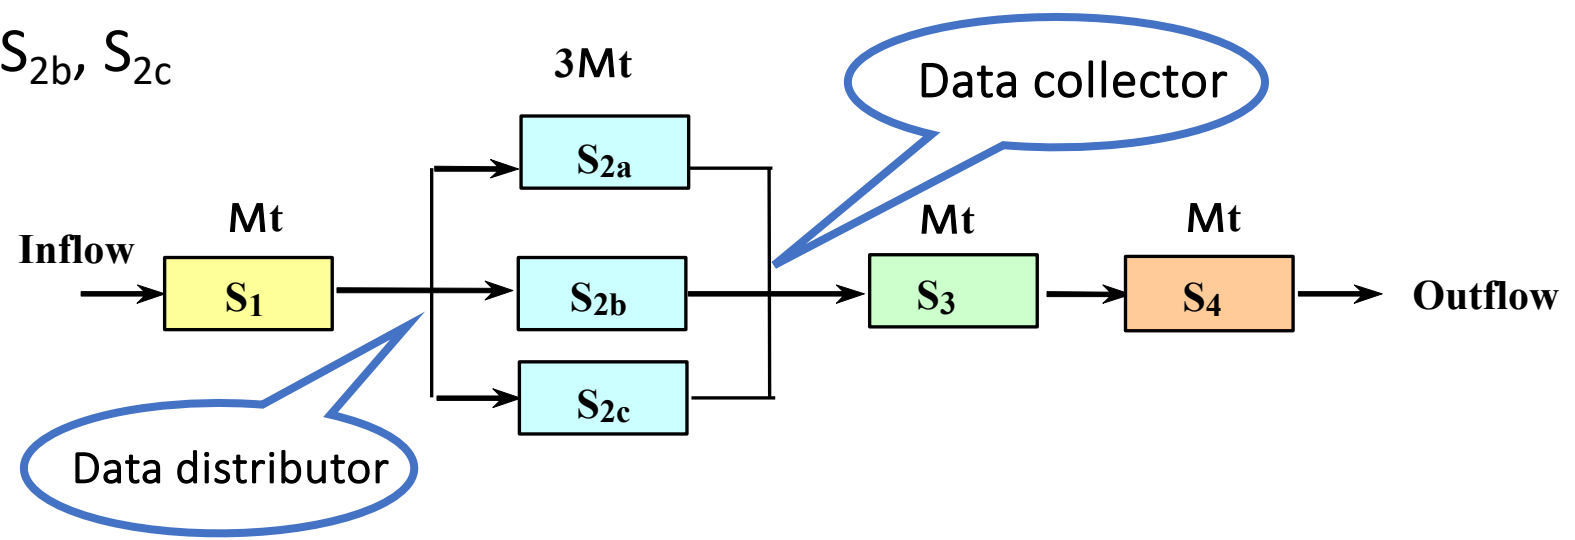 S2b, S2c
3Mt
Data collector
S2a
Mt
Mt
Mt
Inflow
S1
S2b
S3
S4
Outflow
S2c
Data distributor